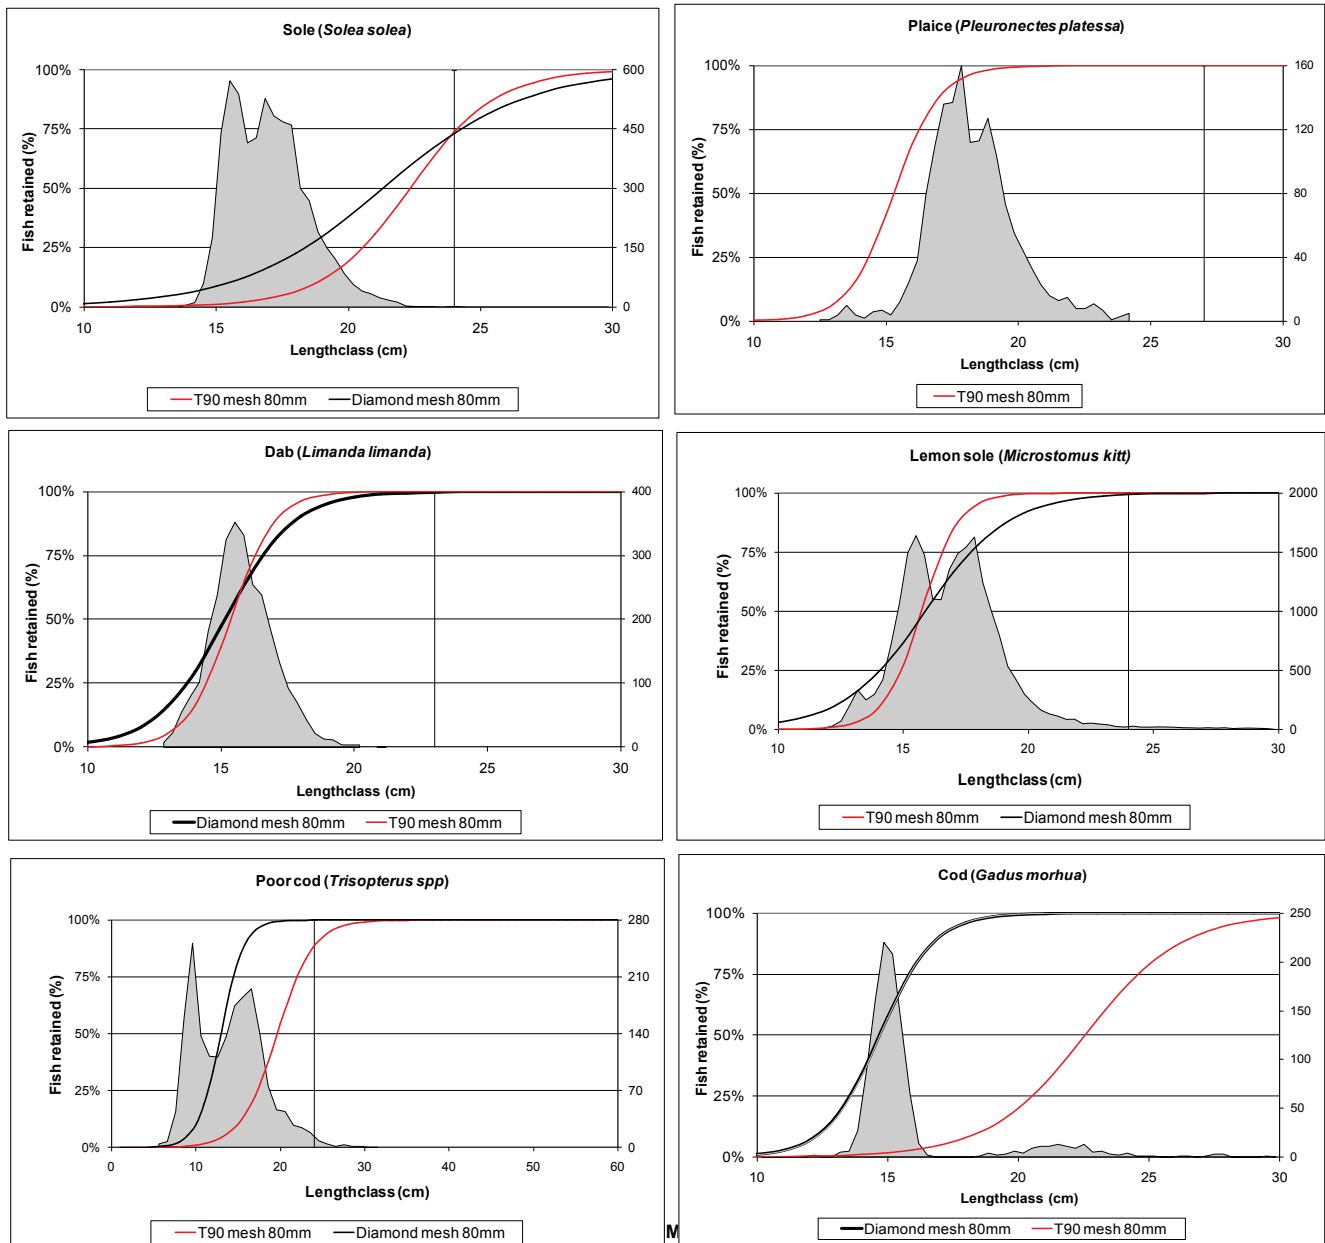 Sole (Solea solea)
100%
75%
50%
25%
0%
Fish retained (%)
600
450
300
150
0
10 15 20 25 30
Lengthclass (cm)
T90 mesh 80mm Diamond mesh 80mm
Plaice (Pleuronectes platessa)
100%
75%
50%
25%
0%
Fish retained (%)
160
120
80
40
0
10 15 20 25 30
Lengthclass (cm)
T90 mesh 80mm
Dab (Limanda limanda)
100%
75%
50%
25%
0%
Fish retained (%)
400
300
200
100
0
10 15 20 25 30
Lengthclass (cm)
Diamond mesh 80mm T90 mesh 80mm
Lemon sole (Microstomus kitt)
100%
75%
50%
25%
0%
Fish retained (%)
2000
1500
1000
500
0
10 15 20 25 30
Lengthclass (cm)
T90 mesh 80mm Diamond mesh 80mm
Poor cod (Trisopterus spp)
100%
75%
50%
25%
0%
Fish retained (%)
280
210
140
70
0
0 10 20 30 40 50 60
Lengthclass (cm)
T90 mesh 80mm Diamond mesh 80mm
Cod (Gadus morhua)
100%
75%
50%
25%
0%
Fish retained (%)
250
200
150
100
50
0
10 15 20 25 30
Lengthclass (cm)
Diamond mesh 80mm T90 mesh 80mm